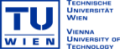 TU
WIEN
TECHNISCHE
UNIVERSITÄT
WIEN
VIENNA
UNIVERSITY OF
TECHNOLOGY